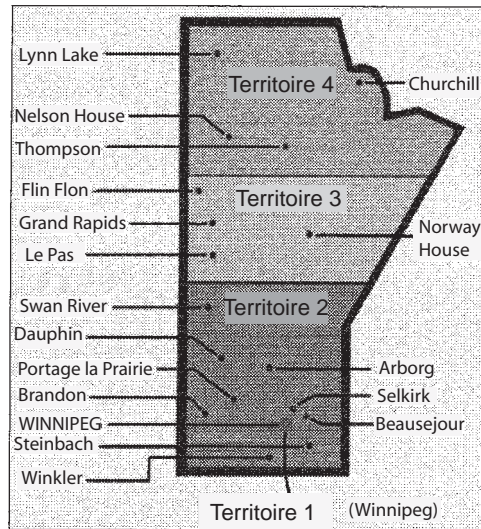 Lynn Lake
Territoire 4
Churchill
Nelson House
Thompson
Flin Flon
Territoire 3
Grand Rapids
Norway
House
Le Pas
Swan River
Territoire 2
Dauphin
Portage la Prairie
Arborg
Brandon
Selkirk
WINNIPEG
Beausejour
Steinbach
Winkler
Territoire 1 (Winnipeg)